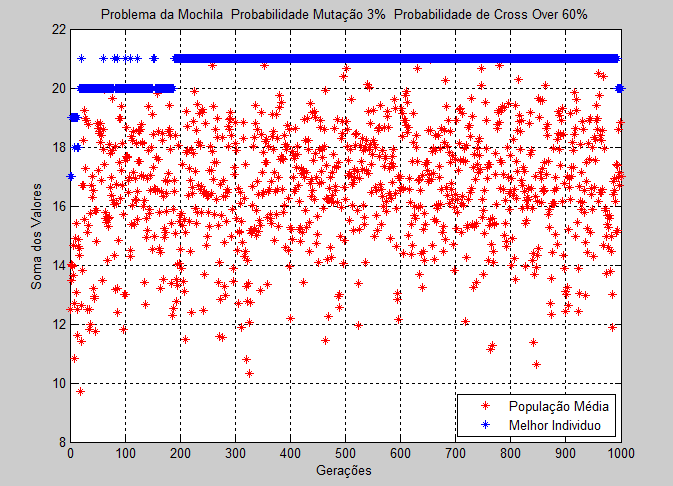 Problema da Mochila  Probabilidade Mutação 3%  Probabilidade de Cross Over 60%
22
20
18
16
14
12
10
8
Soma dos Valores
0 100 200 300 400 500 600 700 800 900 1000
Gerações
População Média
Melhor Individuo